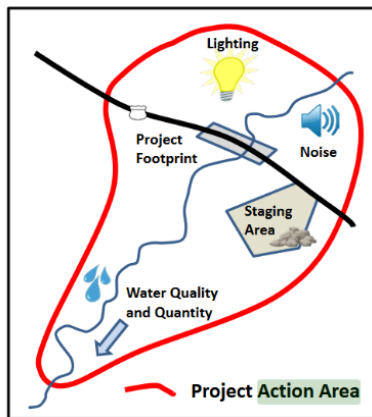 Lighting
Project
Footprint
Noise
Staging
Area
Water Quality
and Quantity
Project Action Area